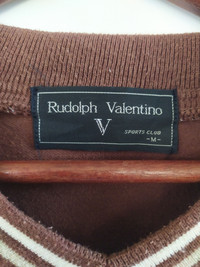 Rudolph Valentino
V
SPORTS CLUB
-M-